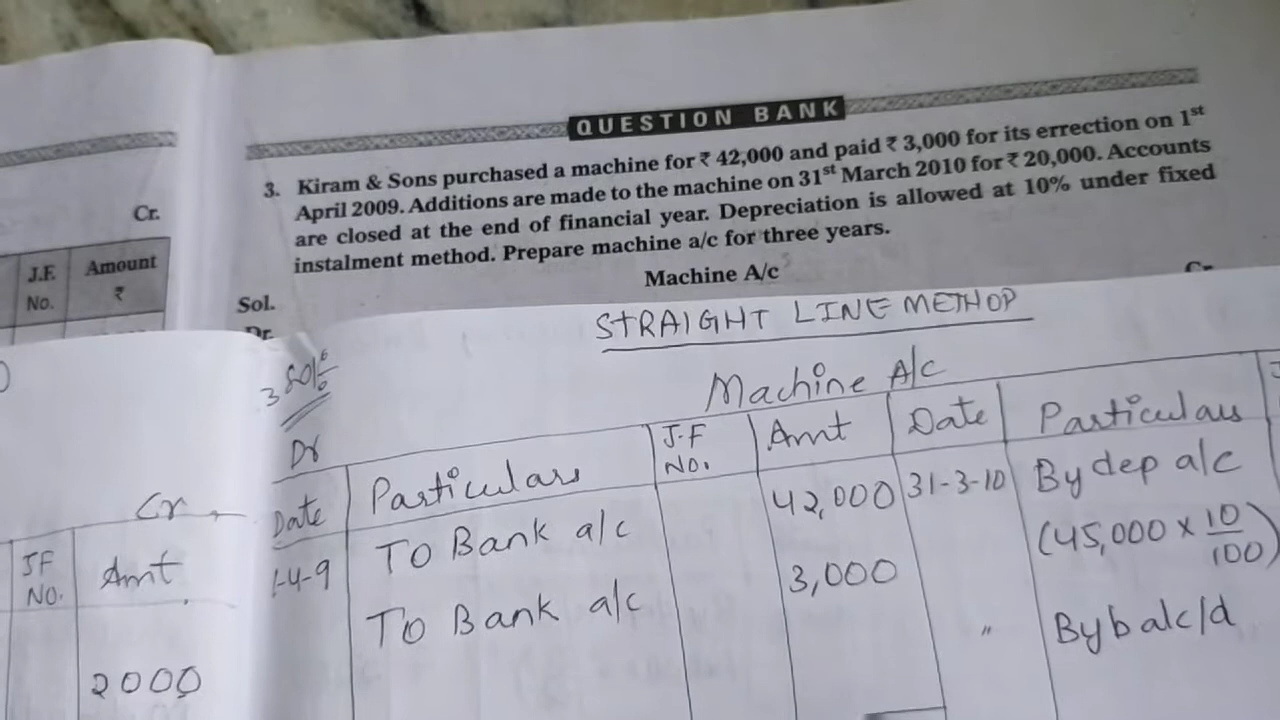 QUESTION BANK
3. Kiram & Sons purchased a machine for ₹ 42,000 and paid ₹ 3,000 for its errection on 1st
April 2009. Additions are made to the machine on 31st March 2010 for ₹ 20,000. Accounts
are closed at the end of financial year. Depreciation is allowed at 10% under fixed
instalment method. Prepare machine a/c for three years.
Sol. Machine A/c
Dr. Cr
Cr.
J.F. No. Amount ₹
STRAIGHT LINE METHOD
3 Sol:
Machine A/c
Dr
Date Particulars J.F NO. Amt Date Particulars
1-4-9 To Bank a/c 42,000 31-3-10 By dep a/c
(45,000 × 10/100)
To Bank a/c 3,000
" By bal c/d
Cr
JF NO. Amt
2000